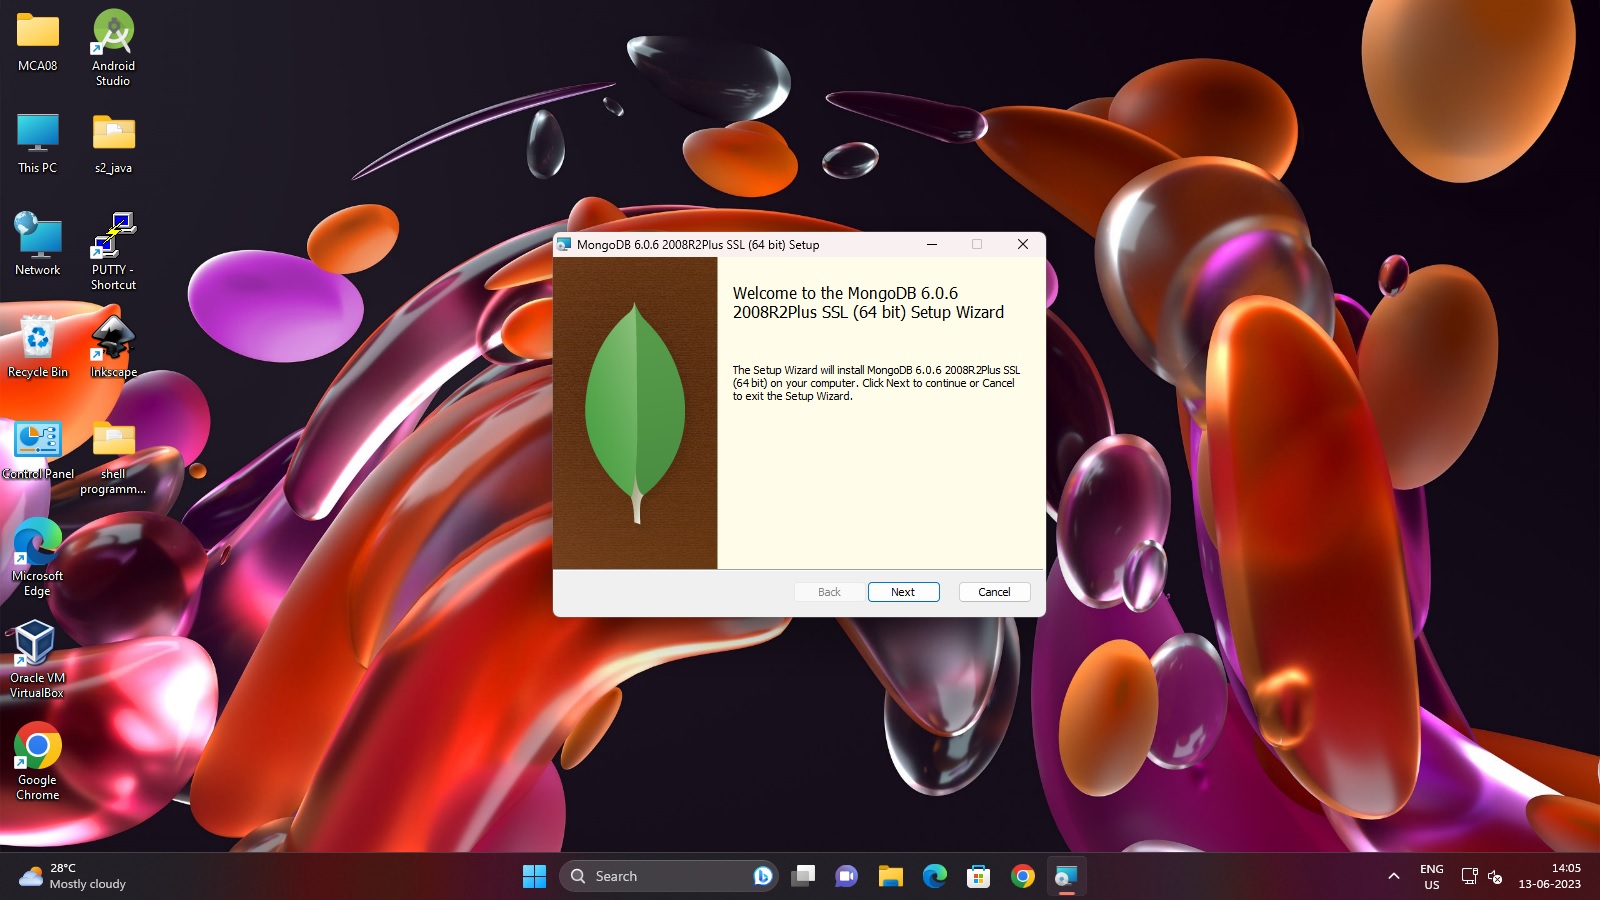 MCA08
Android
Studio
This PC
s2_java
Network
PUTTY -
Shortcut
Recycle Bin
Inkscape
Control Panel
shell
programm...
Microsoft
Edge
Oracle VM
VirtualBox
Google
Chrome
MongoDB 6.0.6 2008R2Plus SSL (64 bit) Setup
Welcome to the MongoDB 6.0.6
2008R2Plus SSL (64 bit) Setup Wizard
The Setup Wizard will install MongoDB 6.0.6 2008R2Plus SSL
(64 bit) on your computer. Click Next to continue or Cancel
to exit the Setup Wizard.
Back
Next
Cancel
28°C
Mostly cloudy
Search
ENG
US
14:05
13-06-2023